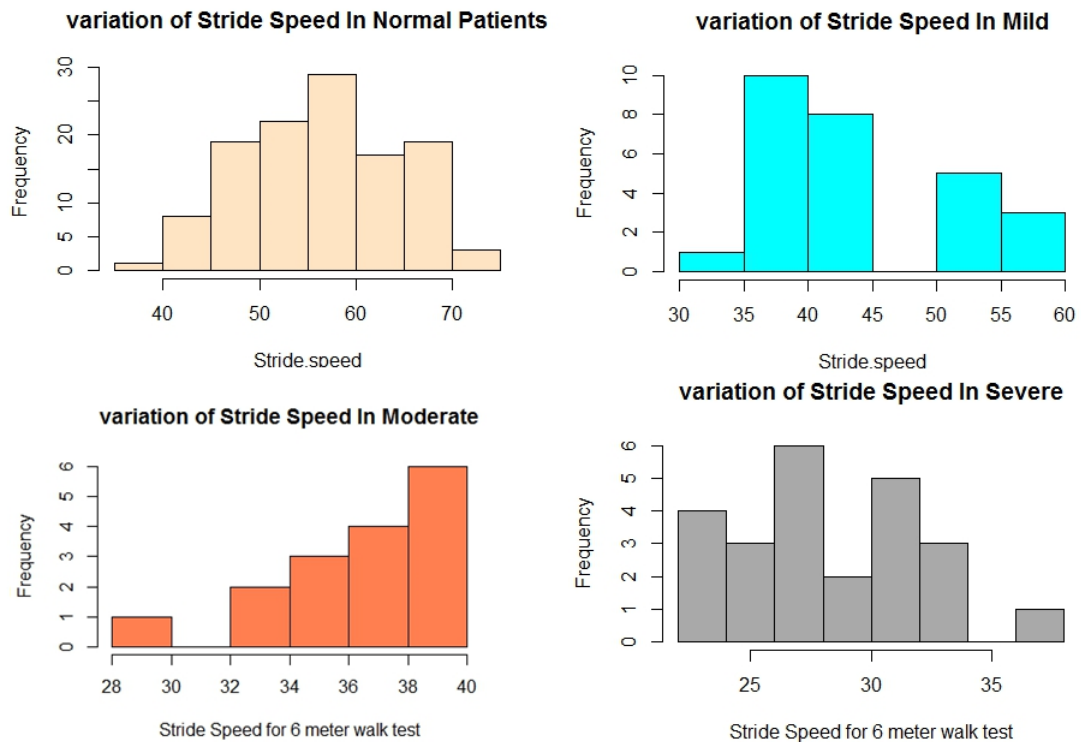 variation of Stride Speed In Normal Patients
Frequency
30
20
10
5
0
40 50 60 70
Stride.speed
variation of Stride Speed In Mild
Frequency
10
8
6
4
2
0
30 35 40 45 50 55 60
Stride.speed
variation of Stride Speed In Moderate
Frequency
6
5
4
3
2
1
0
28 30 32 34 36 38 40
Stride Speed for 6 meter walk test
variation of Stride Speed In Severe
Frequency
6
5
4
3
2
1
0
25 30 35
Stride Speed for 6 meter walk test